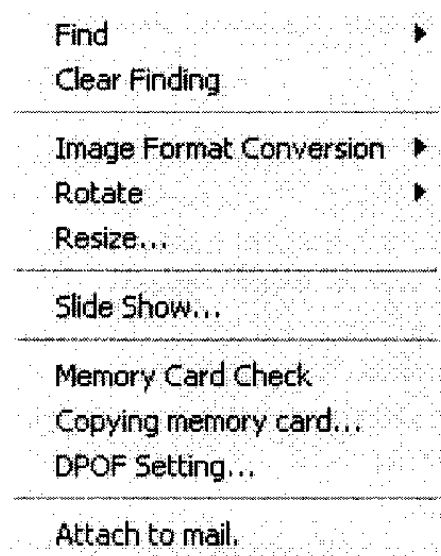 Find
Clear Finding
Image Format Conversion
Rotate
Resize...
Slide Show...
Memory Card Check
Copying memory card...
DPOF Setting...
Attach to mail.